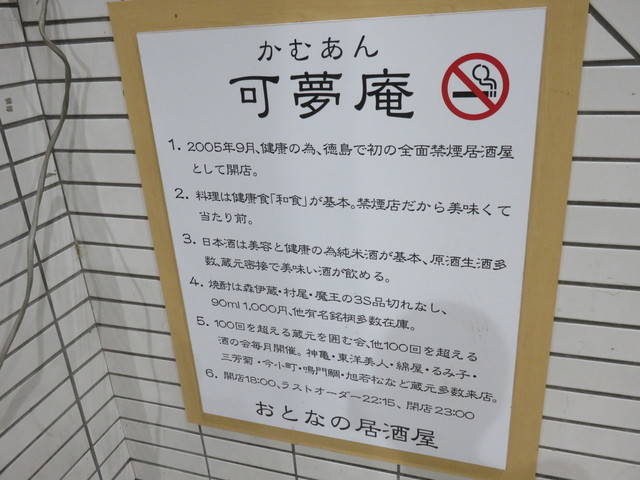 かむあん
可夢庵
1. 2005年9月、健康の為、徳島で初の全面禁煙居酒屋
として開店。
2. 料理は健康食「和食」が基本。禁煙店だから美味くて
当たり前。
3. 日本酒は美容と健康の為純米酒が基本、原酒生酒多
数、蔵元密接で美味い酒が飲める。
4. 焼酎は森伊蔵・村尾・魔王の3S品切れなし、
90ml 1,000円、他有名銘柄多数在庫。
5. 100回を超える蔵元を囲む会、他100回を超える
酒の会毎月開催。神亀・東洋美人・綿屋・るみ子・
三芳菊・今小町・鳴門鯛・旭若松など蔵元多数来店。
6. 開店18:00、ラストオーダー22:15、閉店23:00
おとなの居酒屋